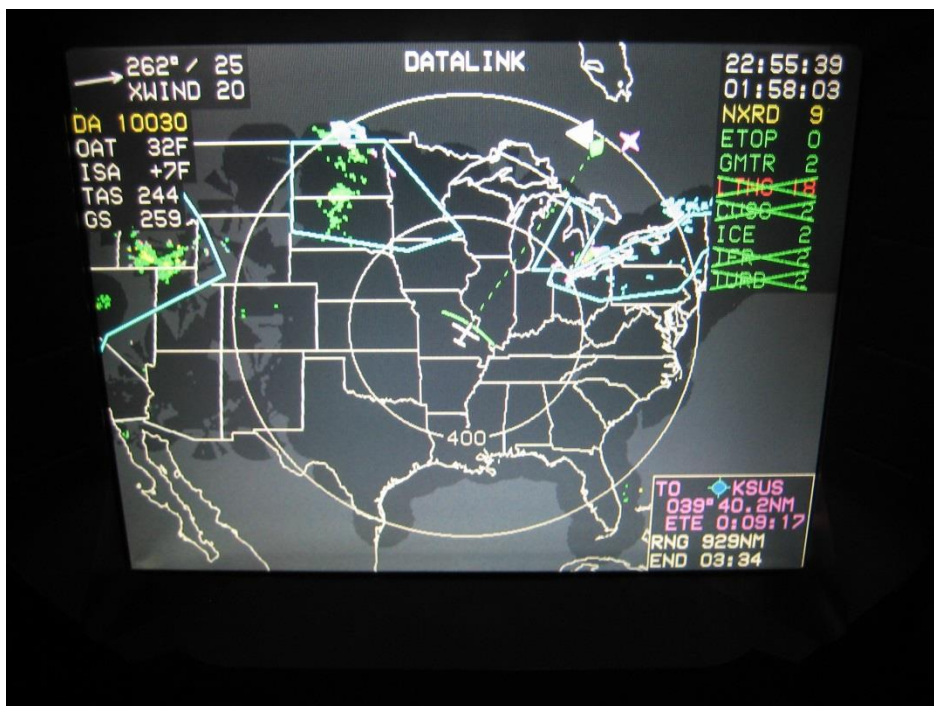 262° / 25
XWIND 20
DATALINK
22:55:39
01:58:03
DA 10030
OAT 32F
ISA +7F
TAS 244
GS 259
NXRD 9
ETOP 0
GMTR 2
LTNG 18
CLSG 2
ICE 2
IFR 2
TURB 2
400
TO KSUS
039° 40.2NM
ETE 0:09:17
RNG 929NM
END 03:34